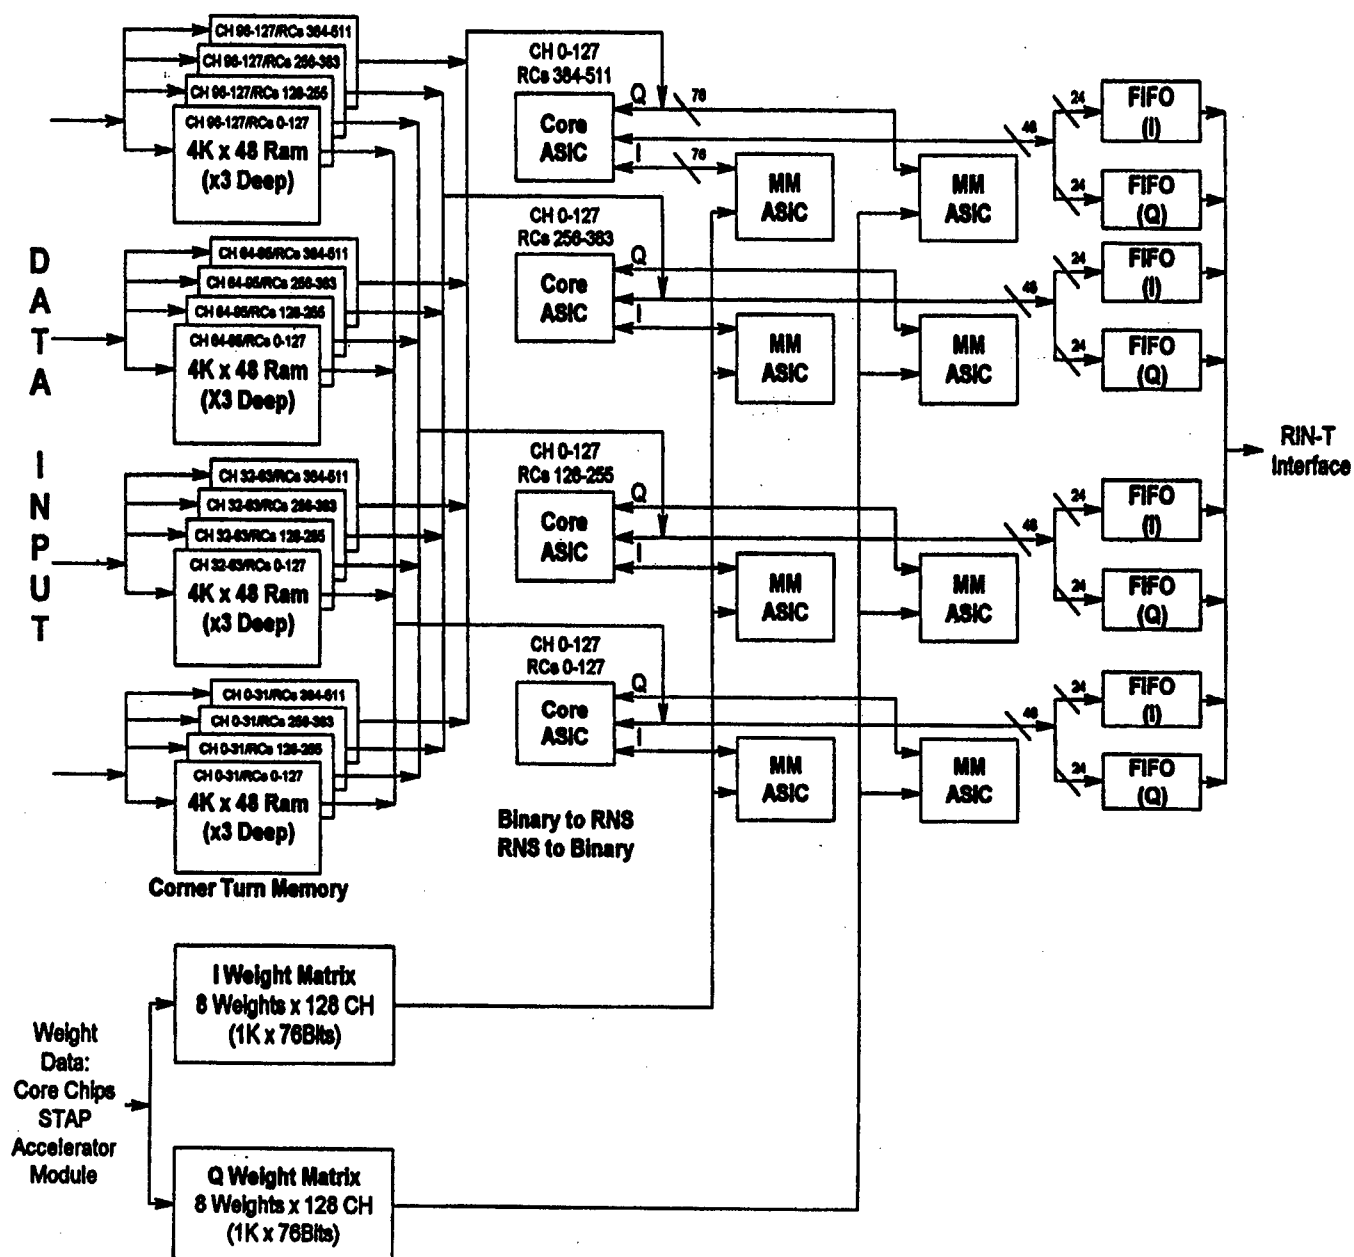 CH 96-127/RCs 384-511
CH 96-127/RCs 256-383
CH 96-127/RCs 128-255
CH 96-127/RCs 0-127
4K x 48 Ram
(x3 Deep)
CH 64-95/RCs 384-511
CH 64-95/RCs 256-383
CH 64-95/RCs 128-255
CH 64-95/RCs 0-127
4K x 48 Ram
(X3 Deep)
CH 32-63/RCs 384-511
CH 32-63/RCs 256-383
CH 32-63/RCs 128-255
CH 32-63/RCs 0-127
4K x 48 Ram
(x3 Deep)
CH 0-31/RCs 384-511
CH 0-31/RCs 256-383
CH 0-31/RCs 128-255
CH 0-31/RCs 0-127
4K x 48 Ram
(x3 Deep)
Corner Turn Memory
DATA INPUT
CH 0-127
RCs 384-511
Core
ASIC
Q
I
76
76
MM
ASIC
MM
ASIC
48
24
24
FIFO
(I)
FIFO
(Q)
CH 0-127
RCs 256-383
Core
ASIC
Q
I
MM
ASIC
MM
ASIC
48
24
24
FIFO
(I)
FIFO
(Q)
CH 0-127
RCs 128-255
Core
ASIC
Q
I
MM
ASIC
MM
ASIC
48
24
24
FIFO
(I)
FIFO
(Q)
CH 0-127
RCs 0-127
Core
ASIC
Q
I
MM
ASIC
MM
ASIC
48
24
24
FIFO
(I)
FIFO
(Q)
RIN-T
Interface
Binary to RNS
RNS to Binary
Weight
Data:
Core Chips
STAP
Accelerator
Module
I Weight Matrix
8 Weights x 128 CH
(1K x 76Bits)
Q Weight Matrix
8 Weights x 128 CH
(1K x 76Bits)